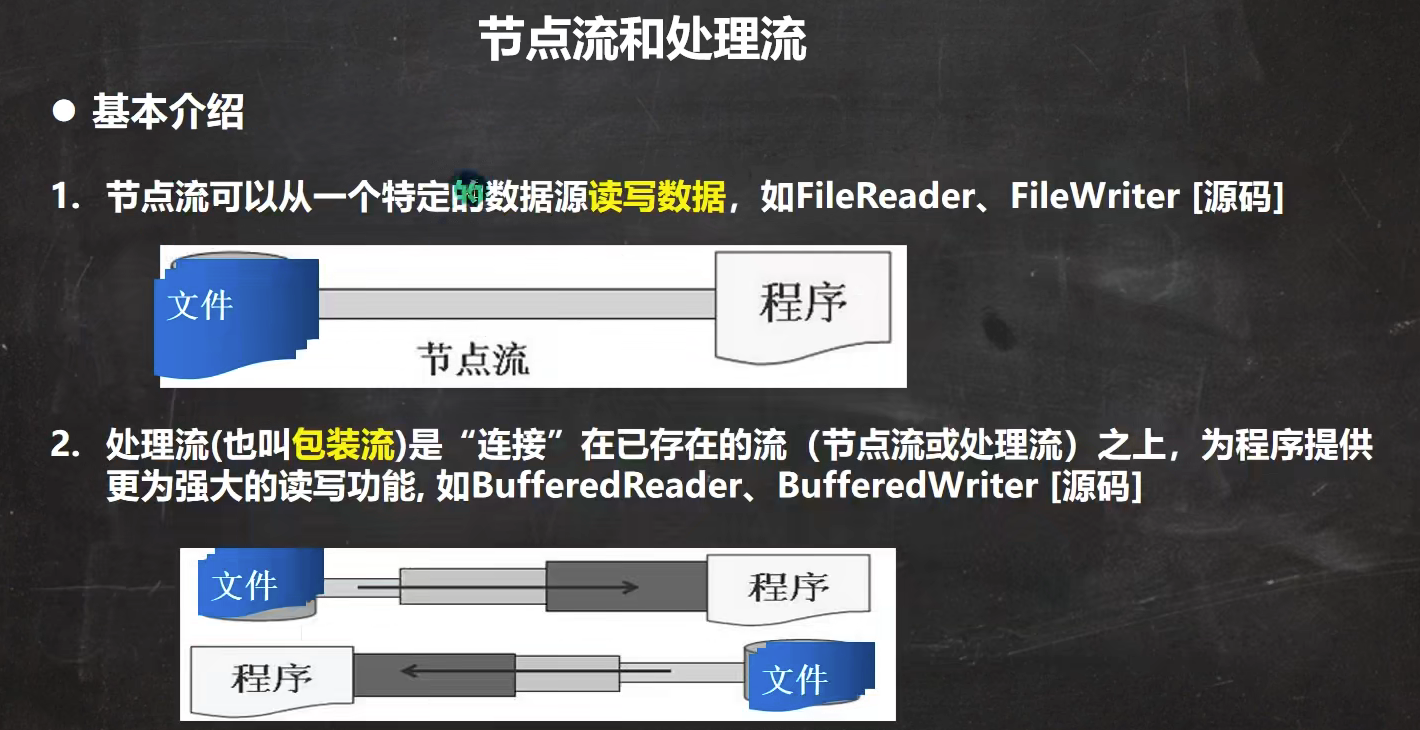 节点流和处理流
● 基本介绍
1. 节点流可以从一个特定的数据源读写数据，如FileReader、FileWriter [源码]
文件
程序
节点流
2. 处理流(也叫包装流)是“连接”在已存在的流（节点流或处理流）之上，为程序提供
更为强大的读写功能, 如BufferedReader、BufferedWriter [源码]
文件
程序
程序
文件